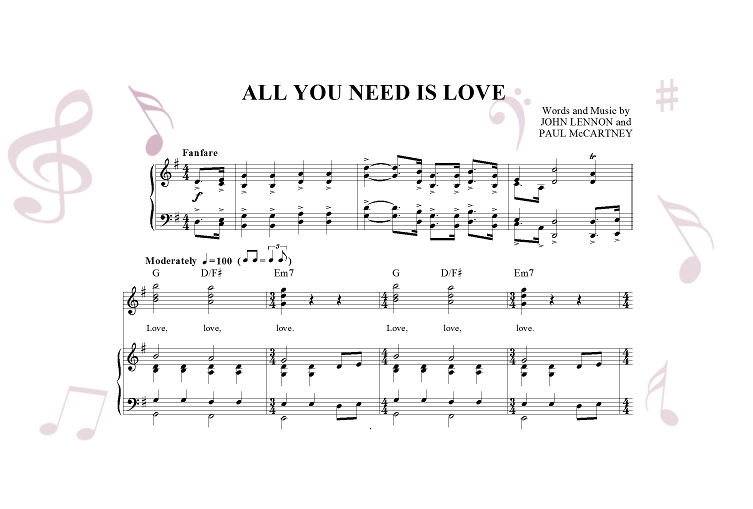 ALL YOU NEED IS LOVE
Words and Music by
JOHN LENNON and
PAUL McCARTNEY
Fanfare
f
tr
Moderately ♩=100 (♫=♩3♪)
G D/F♯ Em7 G D/F♯ Em7
Love, love, love. Love, love, love.